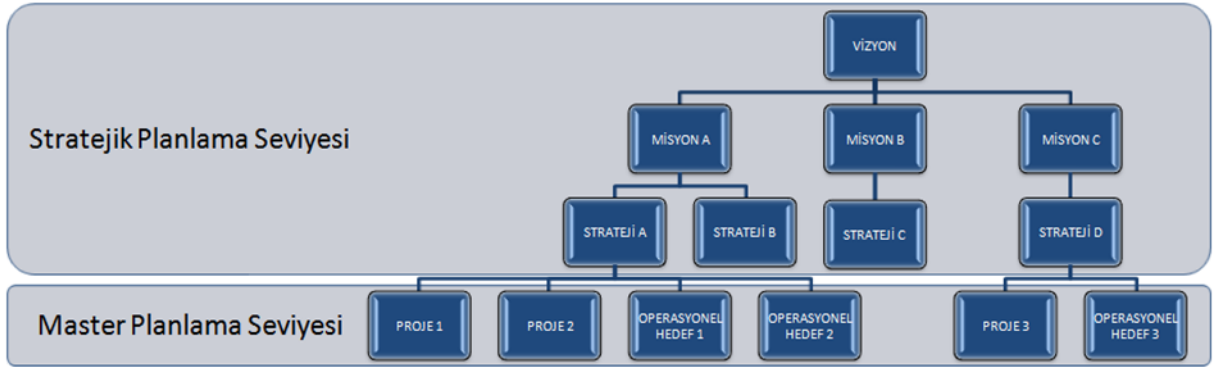 VİZYON
Stratejik Planlama Seviyesi
MİSYON A
MİSYON B
MİSYON C
STRATEJİ A
STRATEJİ B
STRATEJİ C
STRATEJİ D
Master Planlama Seviyesi
PROJE 1
PROJE 2
OPERASYONEL
HEDEF 1
OPERASYONEL
HEDEF 2
PROJE 3
OPERASYONEL
HEDEF 3